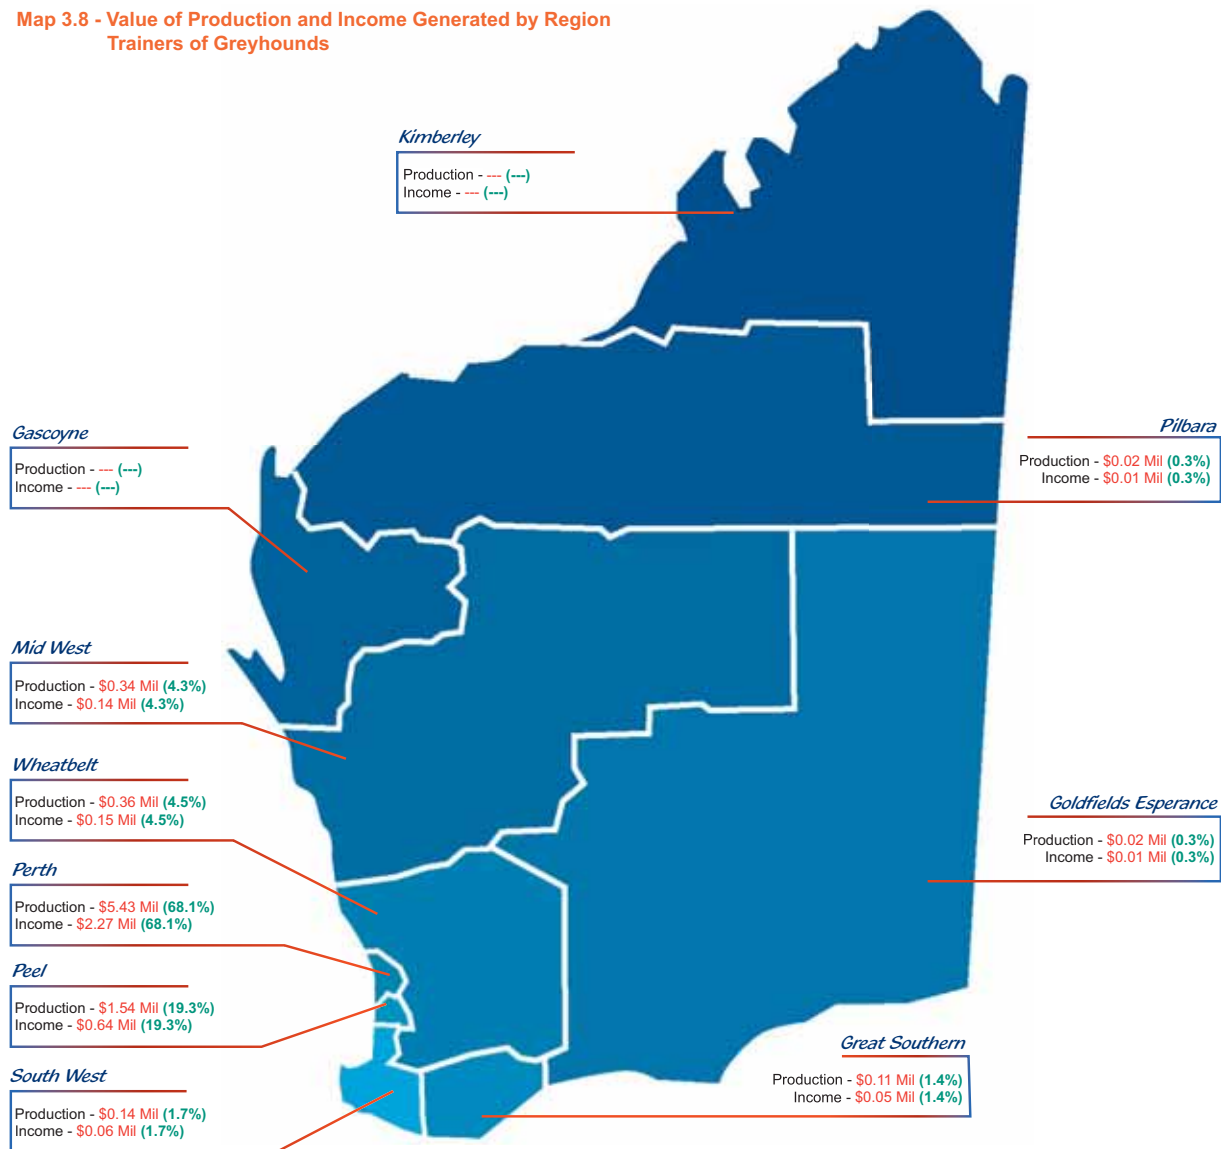 Map 3.8 - Value of Production and Income Generated by Region
Trainers of Greyhounds
Kimberley
Production - --- (---)
Income - --- (---)
Gascoyne
Production - --- (---)
Income - --- (---)
Pilbara
Production - $0.02 Mil (0.3%)
Income - $0.01 Mil (0.3%)
Mid West
Production - $0.34 Mil (4.3%)
Income - $0.14 Mil (4.3%)
Wheatbelt
Production - $0.36 Mil (4.5%)
Income - $0.15 Mil (4.5%)
Goldfields Esperance
Production - $0.02 Mil (0.3%)
Income - $0.01 Mil (0.3%)
Perth
Production - $5.43 Mil (68.1%)
Income - $2.27 Mil (68.1%)
Peel
Production - $1.54 Mil (19.3%)
Income - $0.64 Mil (19.3%)
Great Southern
Production - $0.11 Mil (1.4%)
Income - $0.05 Mil (1.4%)
South West
Production - $0.14 Mil (1.7%)
Income - $0.06 Mil (1.7%)